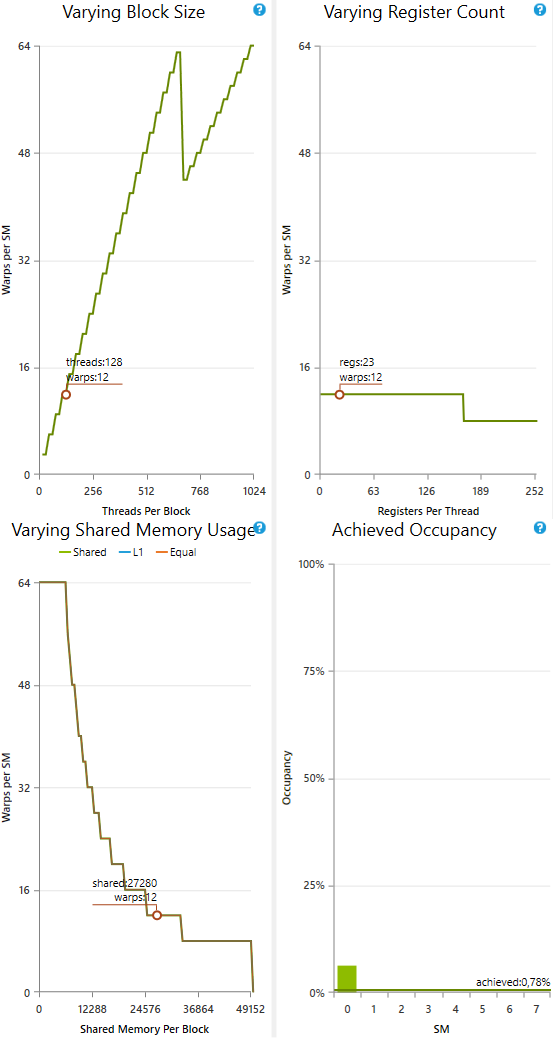 Varying Block Size
?
64
48
32
16
0
Warps per SM
threads:128
warps:12
0 256 512 768 1024
Threads Per Block
Varying Register Count
?
64
48
32
16
0
Warps per SM
regs:23
warps:12
0 63 126 189 252
Registers Per Thread
Varying Shared Memory Usage
?
Shared L1 Equal
64
48
32
16
0
Warps per SM
shared:27280
warps:12
0 12288 24576 36864 49152
Shared Memory Per Block
Achieved Occupancy
?
100%
75%
50%
25%
0%
Occupancy
achieved:0,78%
0 1 2 3 4 5 6 7
SM